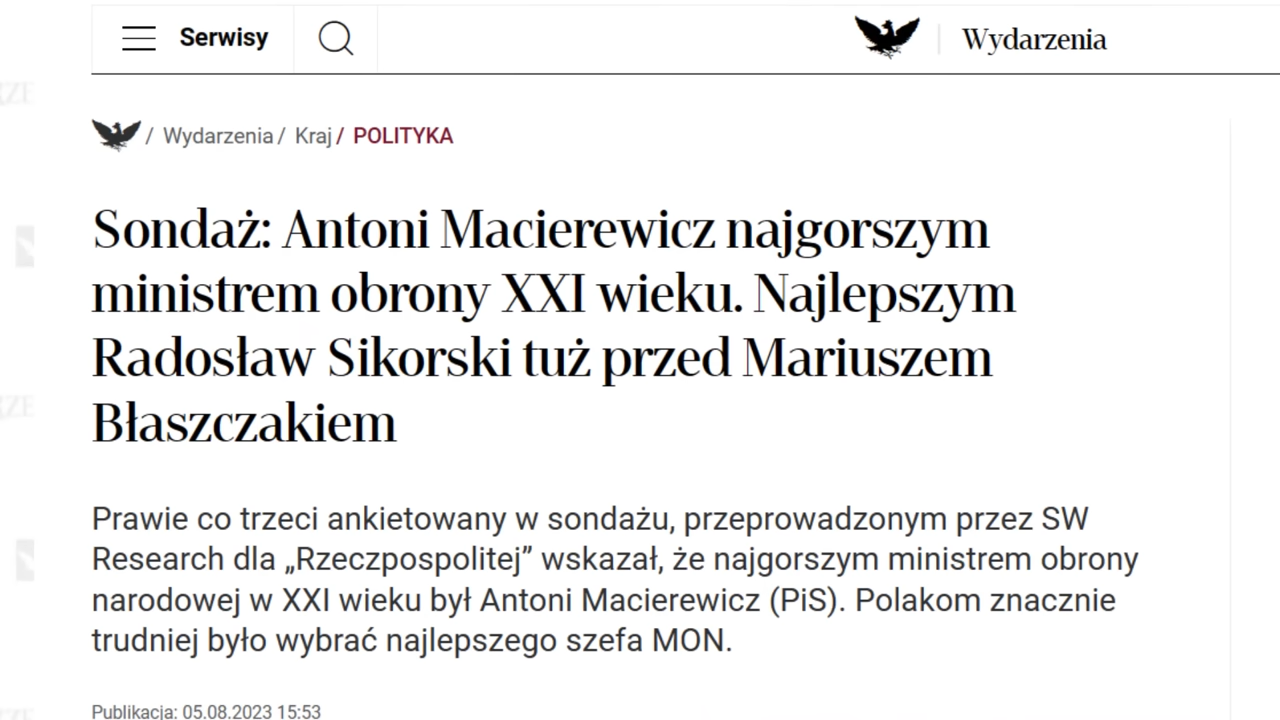 Serwisy
Wydarzenia
/ Wydarzenia / Kraj / POLITYKA
Sondaż: Antoni Macierewicz najgorszym
ministrem obrony XXI wieku. Najlepszym
Radosław Sikorski tuż przed Mariuszem
Błaszczakiem
Prawie co trzeci ankietowany w sondażu, przeprowadzonym przez SW
Research dla „Rzeczpospolitej” wskazał, że najgorszym ministrem obrony
narodowej w XXI wieku był Antoni Macierewicz (PiS). Polakom znacznie
trudniej było wybrać najlepszego szefa MON.
Publikacja: 05.08.2023 15:53